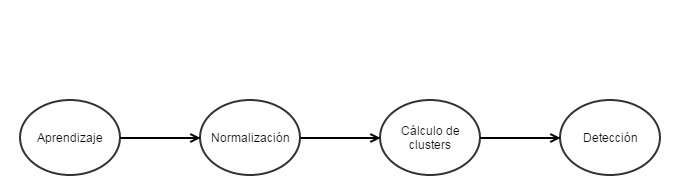 Aprendizaje
Normalización
Cálculo de
clusters
Detección